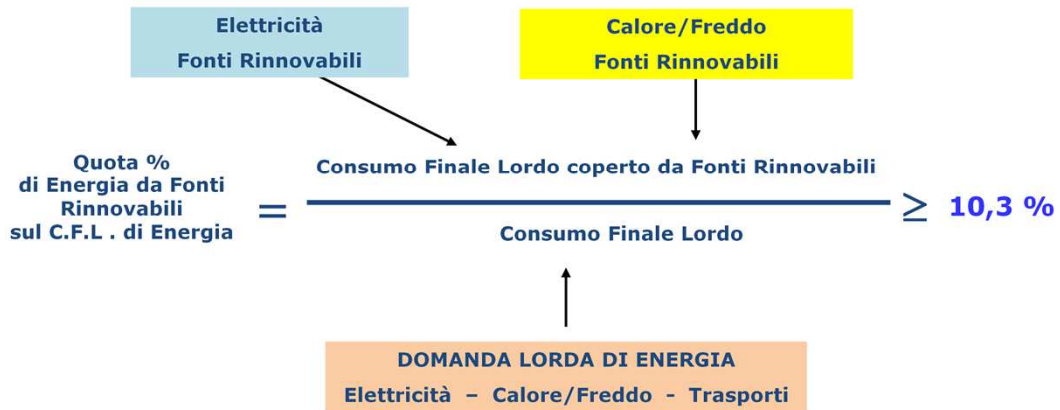 Elettricità
Fonti Rinnovabili
Calore/Freddo
Fonti Rinnovabili
Quota %
di Energia da Fonti
Rinnovabili
sul C.F.L . di Energia
=
Consumo Finale Lordo coperto da Fonti Rinnovabili
Consumo Finale Lordo
≥ 10,3 %
DOMANDA LORDA DI ENERGIA
Elettricità – Calore/Freddo - Trasporti